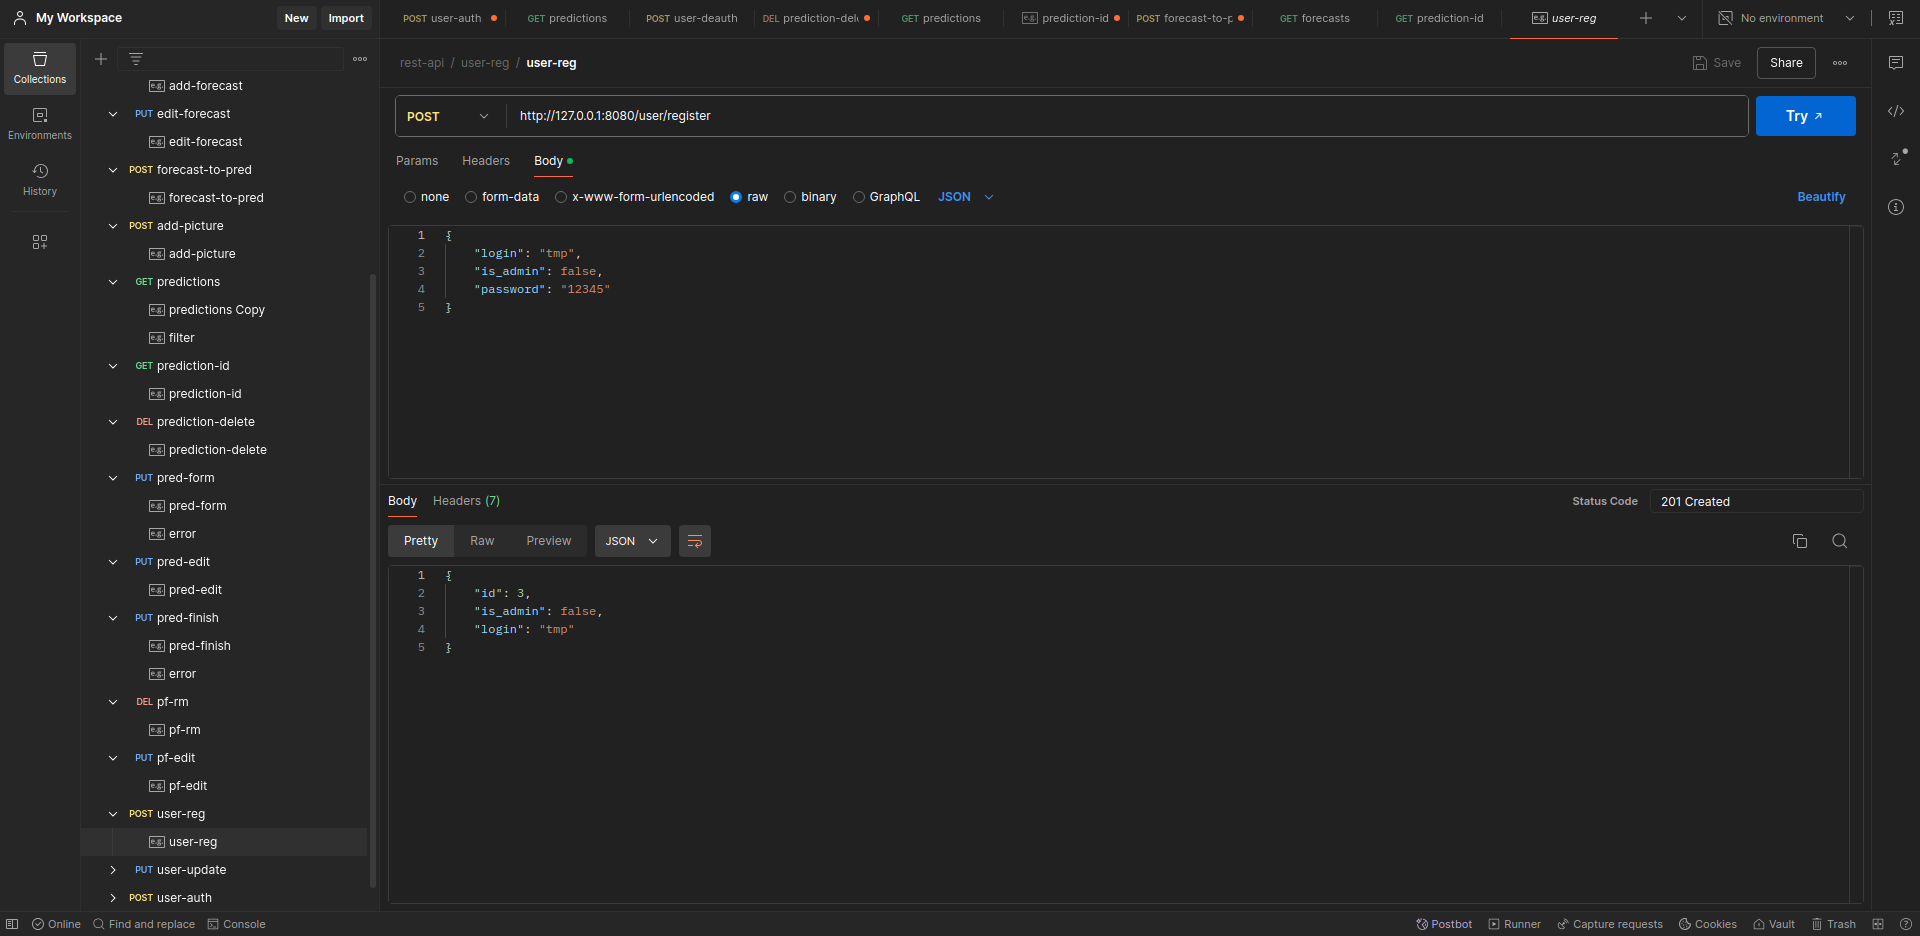 My Workspace
New
Import
POST user-auth
GET predictions
POST user-deauth
DEL prediction-del
GET predictions
e.g. prediction-id
POST forecast-to-p
GET forecasts
GET prediction-id
e.g. user-reg
No environment
Collections
Environments
History
e.g. add-forecast
PUT edit-forecast
e.g. edit-forecast
POST forecast-to-pred
e.g. forecast-to-pred
POST add-picture
e.g. add-picture
GET predictions
e.g. predictions Copy
e.g. filter
GET prediction-id
e.g. prediction-id
DEL prediction-delete
e.g. prediction-delete
PUT pred-form
e.g. pred-form
e.g. error
PUT pred-edit
e.g. pred-edit
PUT pred-finish
e.g. pred-finish
e.g. error
DEL pf-rm
e.g. pf-rm
PUT pf-edit
e.g. pf-edit
POST user-reg
e.g. user-reg
PUT user-update
POST user-auth
rest-api / user-reg / user-reg
Save
Share
POST
http://127.0.0.1:8080/user/register
Try
Params
Headers
Body
none
form-data
x-www-form-urlencoded
raw
binary
GraphQL
JSON
Beautify
1 {
2 "login": "tmp",
3 "is_admin": false,
4 "password": "12345"
5 }
Body
Headers (7)
Status Code
201 Created
Pretty
Raw
Preview
JSON
1 {
2 "id": 3,
3 "is_admin": false,
4 "login": "tmp"
5 }
Online
Find and replace
Console
Postbot
Runner
Capture requests
Cookies
Vault
Trash